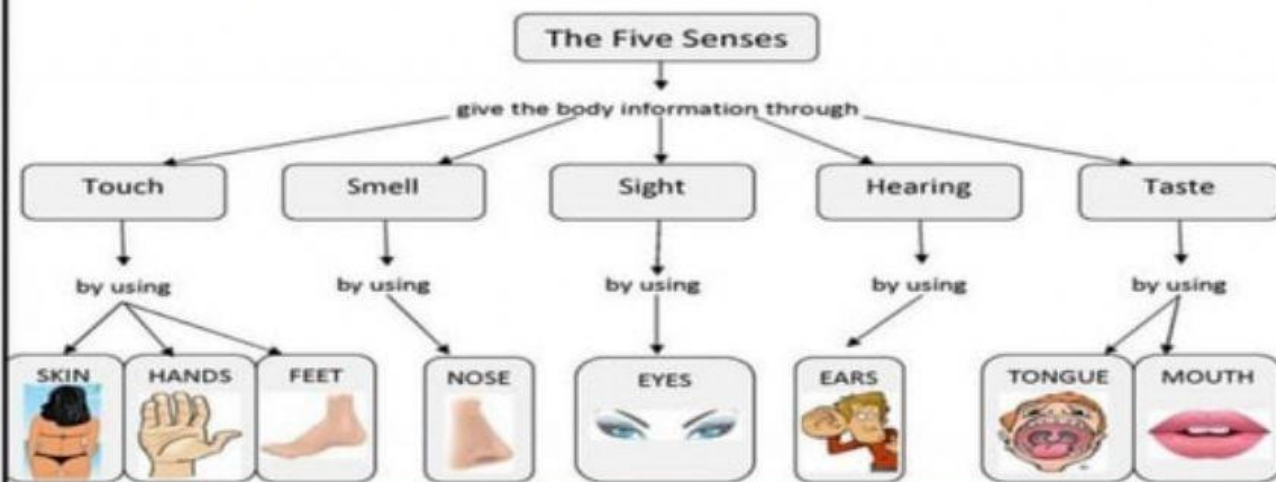 The Five Senses
give the body information through
Touch Smell Sight Hearing Taste
by using by using by using by using by using
SKIN HANDS FEET NOSE EYES EARS TONGUE MOUTH